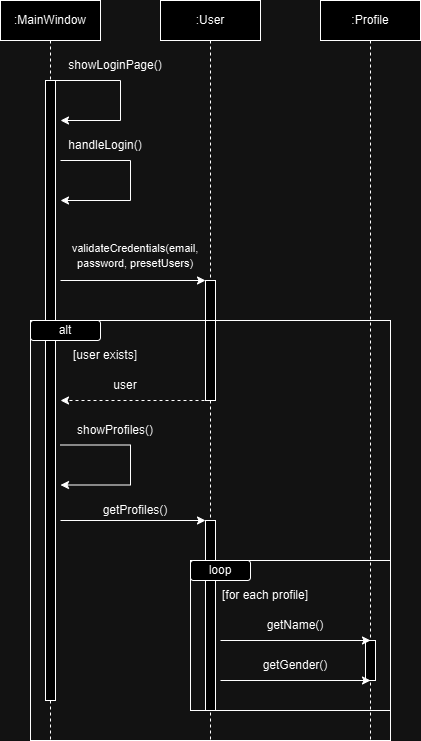 :MainWindow
:User
:Profile
showLoginPage()
handleLogin()
validateCredentials(email,
password, presetUsers)
alt
[user exists]
user
showProfiles()
getProfiles()
loop
[for each profile]
getName()
getGender()